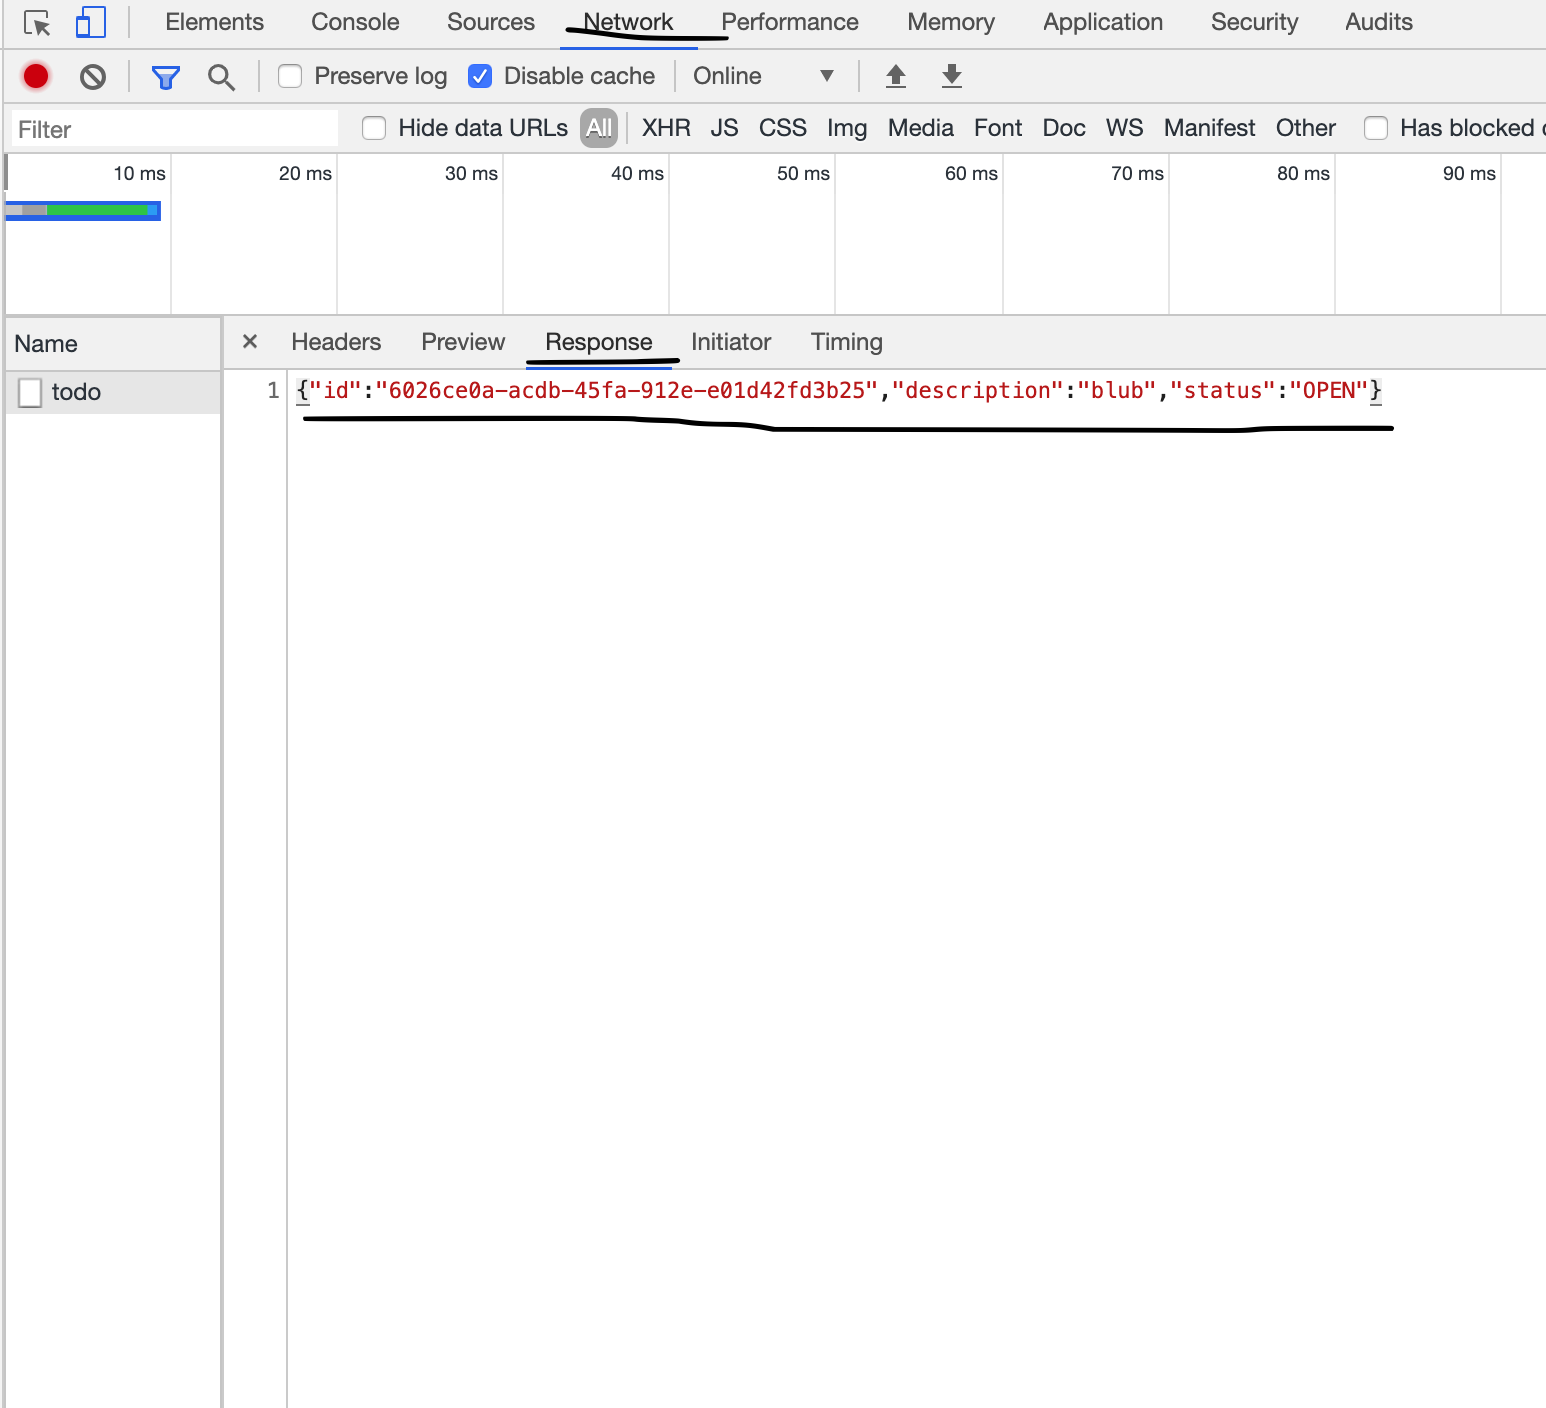 Elements Console Sources Network Performance Memory Application Security Audits
Preserve log Disable cache Online
Filter Hide data URLs All XHR JS CSS Img Media Font Doc WS Manifest Other Has blocked
10 ms 20 ms 30 ms 40 ms 50 ms 60 ms 70 ms 80 ms 90 ms
Name Headers Preview Response Initiator Timing
todo 1 {"id":"6026ce0a-acdb-45fa-912e-e01d42fd3b25","description":"blub","status":"OPEN"}